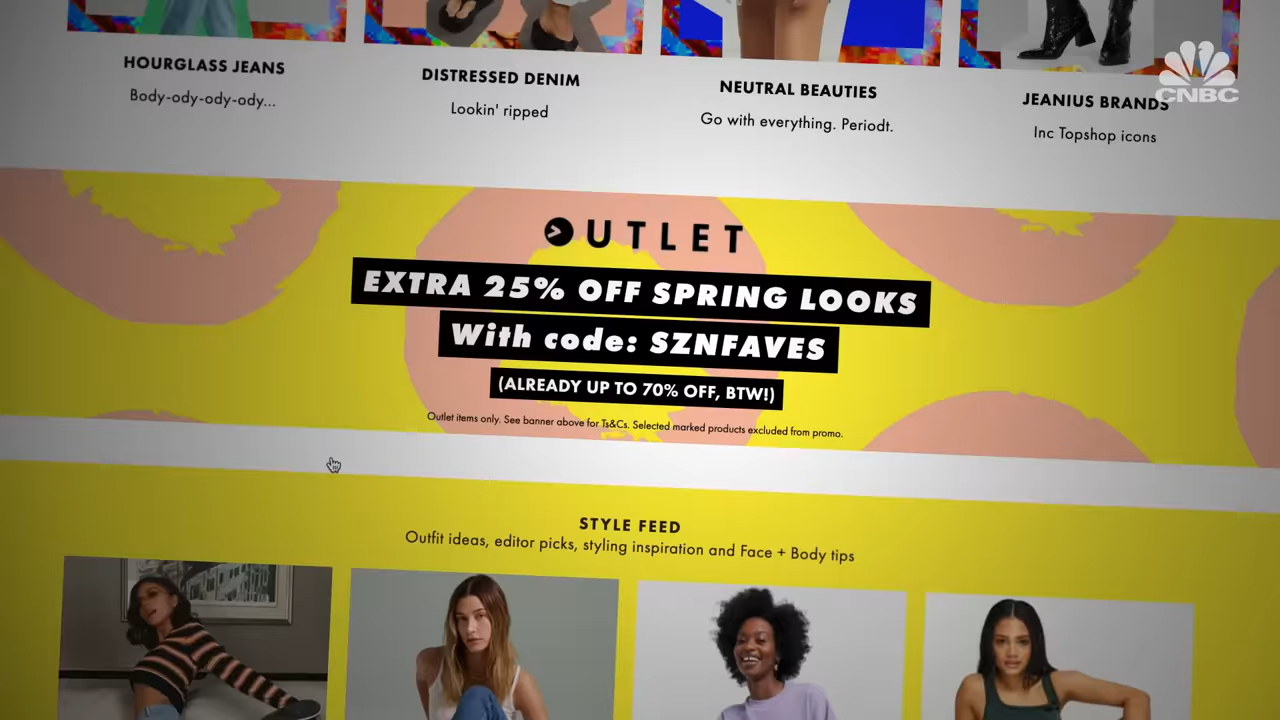 HOURGLASS JEANS
Body-ody-ody-ody...
DISTRESSED DENIM
Lookin' ripped
NEUTRAL BEAUTIES
Go with everything. Periodt.
JEANIUS BRANDS
Inc Topshop icons
CNBC
OUTLET
EXTRA 25% OFF SPRING LOOKS
With code: SZNFAVES
(ALREADY UP TO 70% OFF, BTW!)
Outlet items only. See banner above for Ts&Cs. Selected marked products excluded from promo.
STYLE FEED
Outfit ideas, editor picks, styling inspiration and Face + Body tips